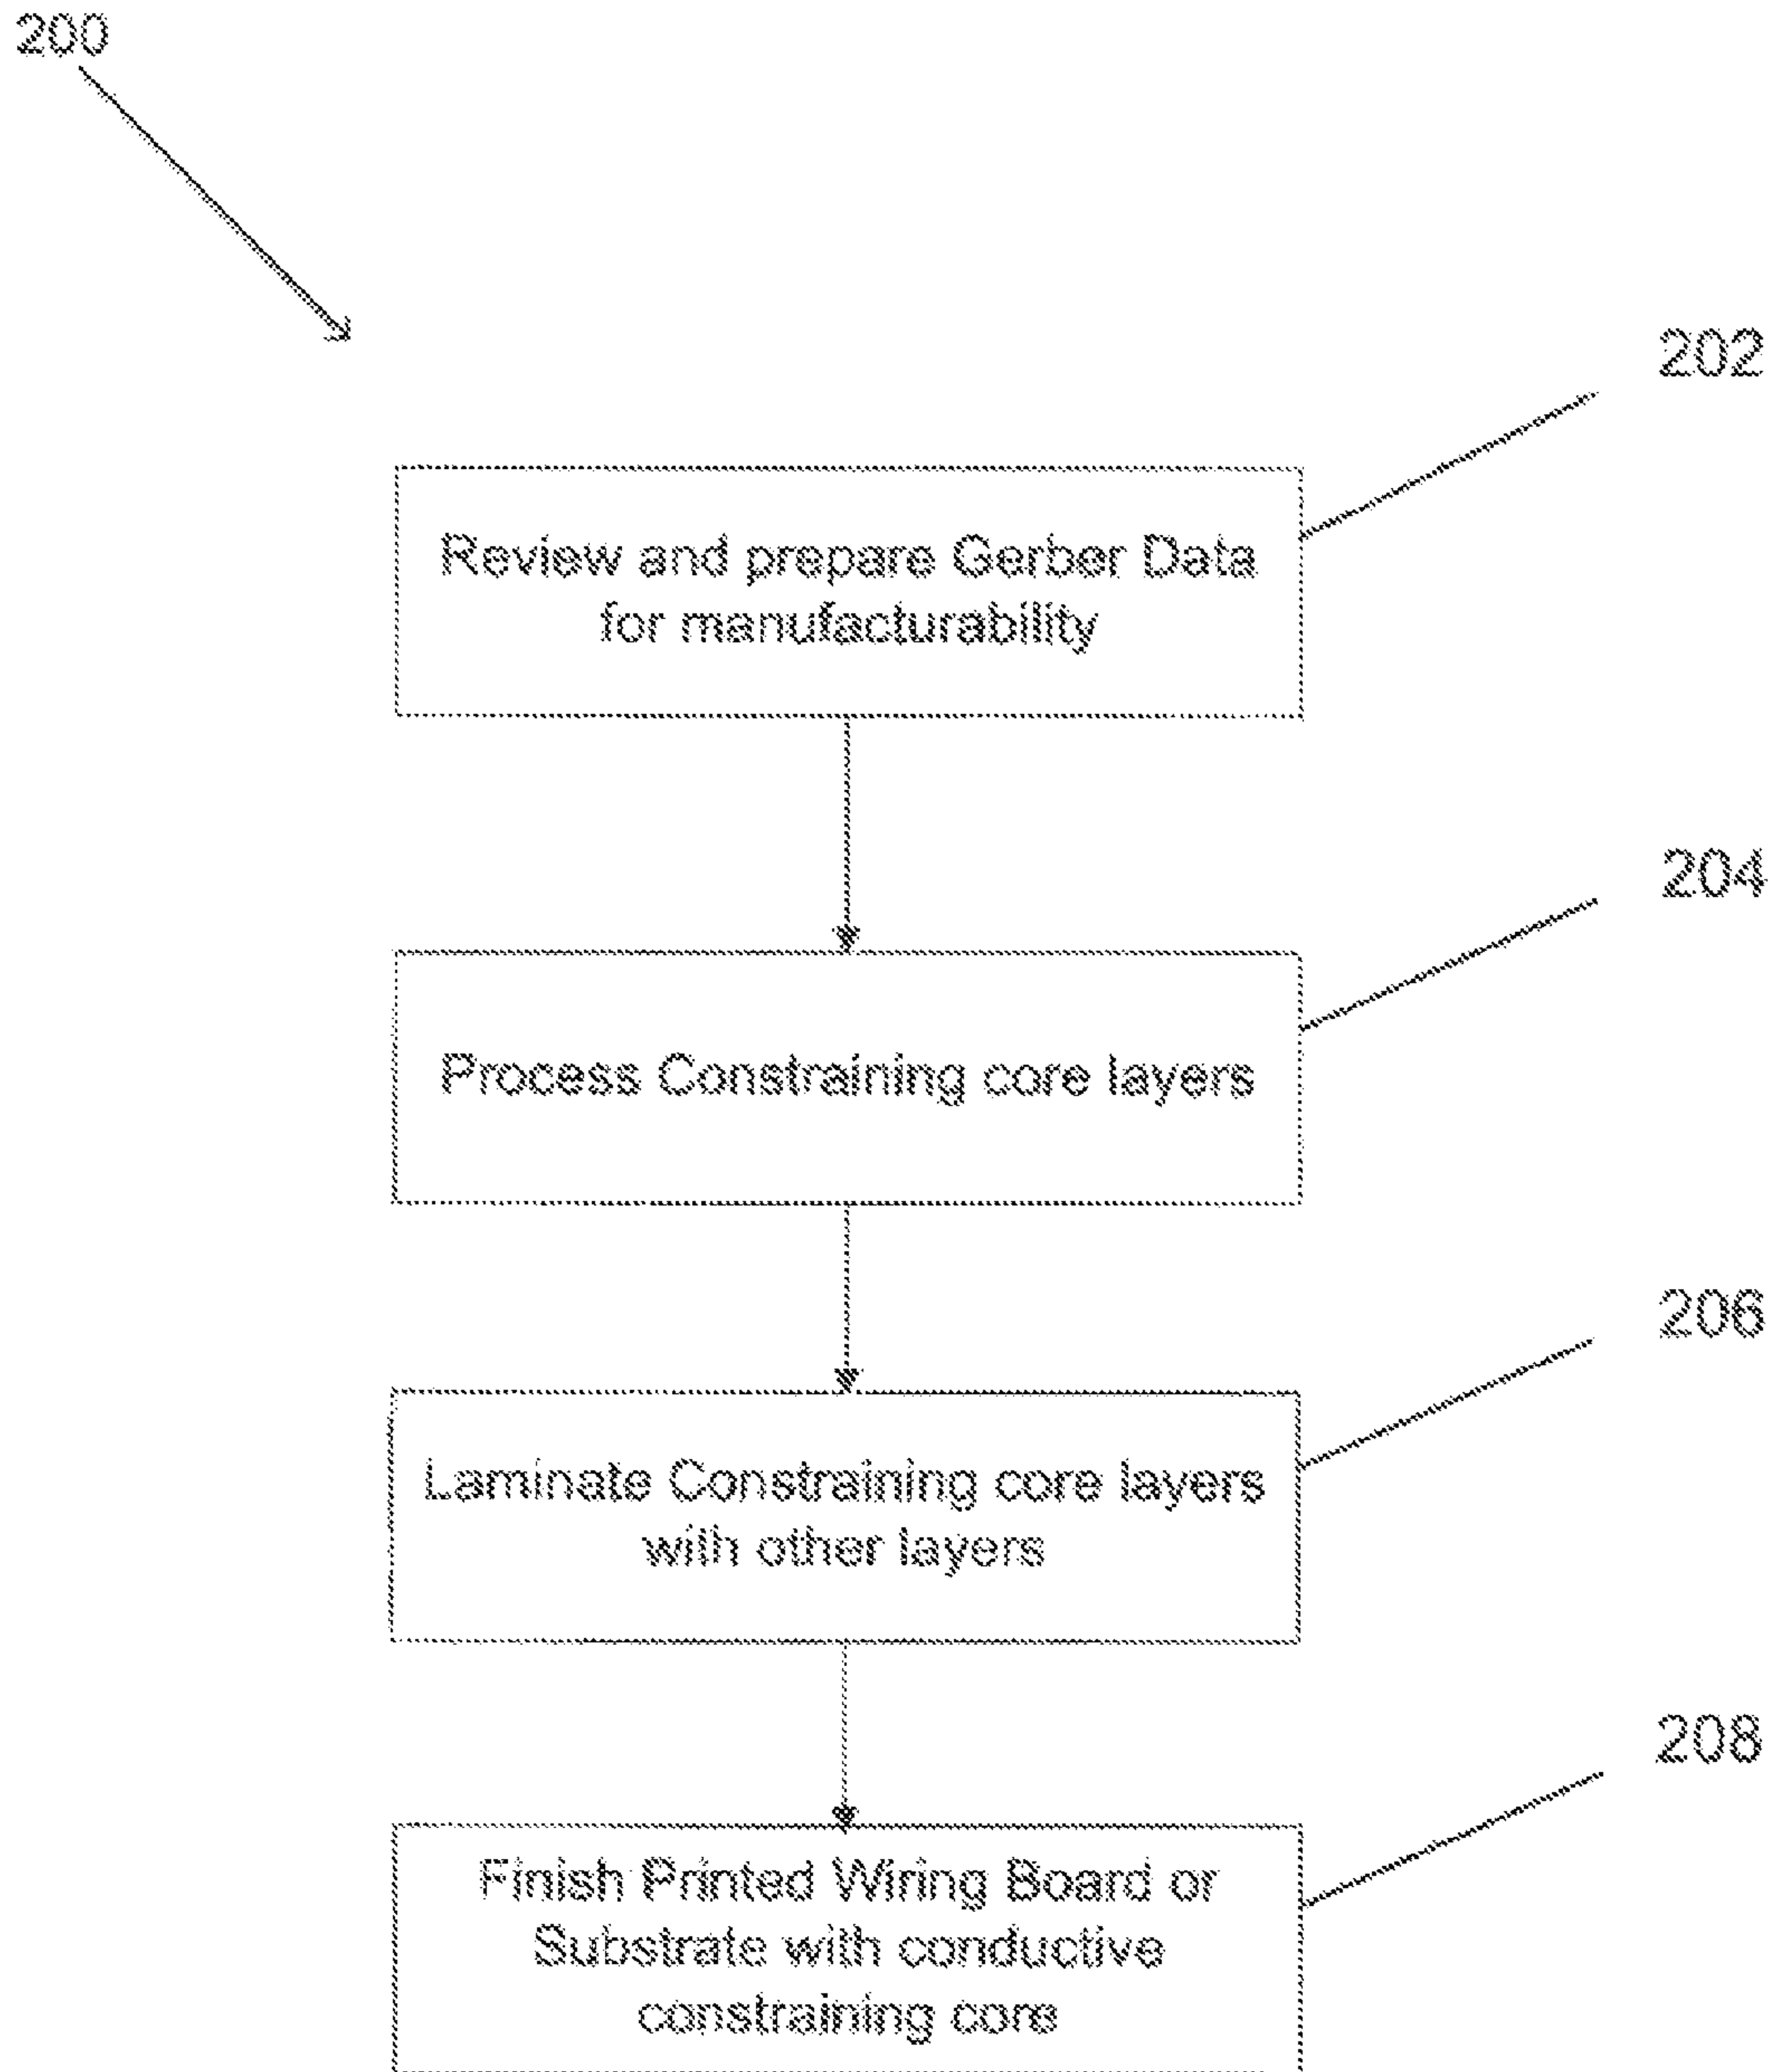 200
202
Review and prepare Gerber Data
for manufacturability
204
Process Constraining core layers
206
Laminate Constraining core layers
with other layers
208
Finish Printed Wiring Board or
Substrate with conductive
constraining core